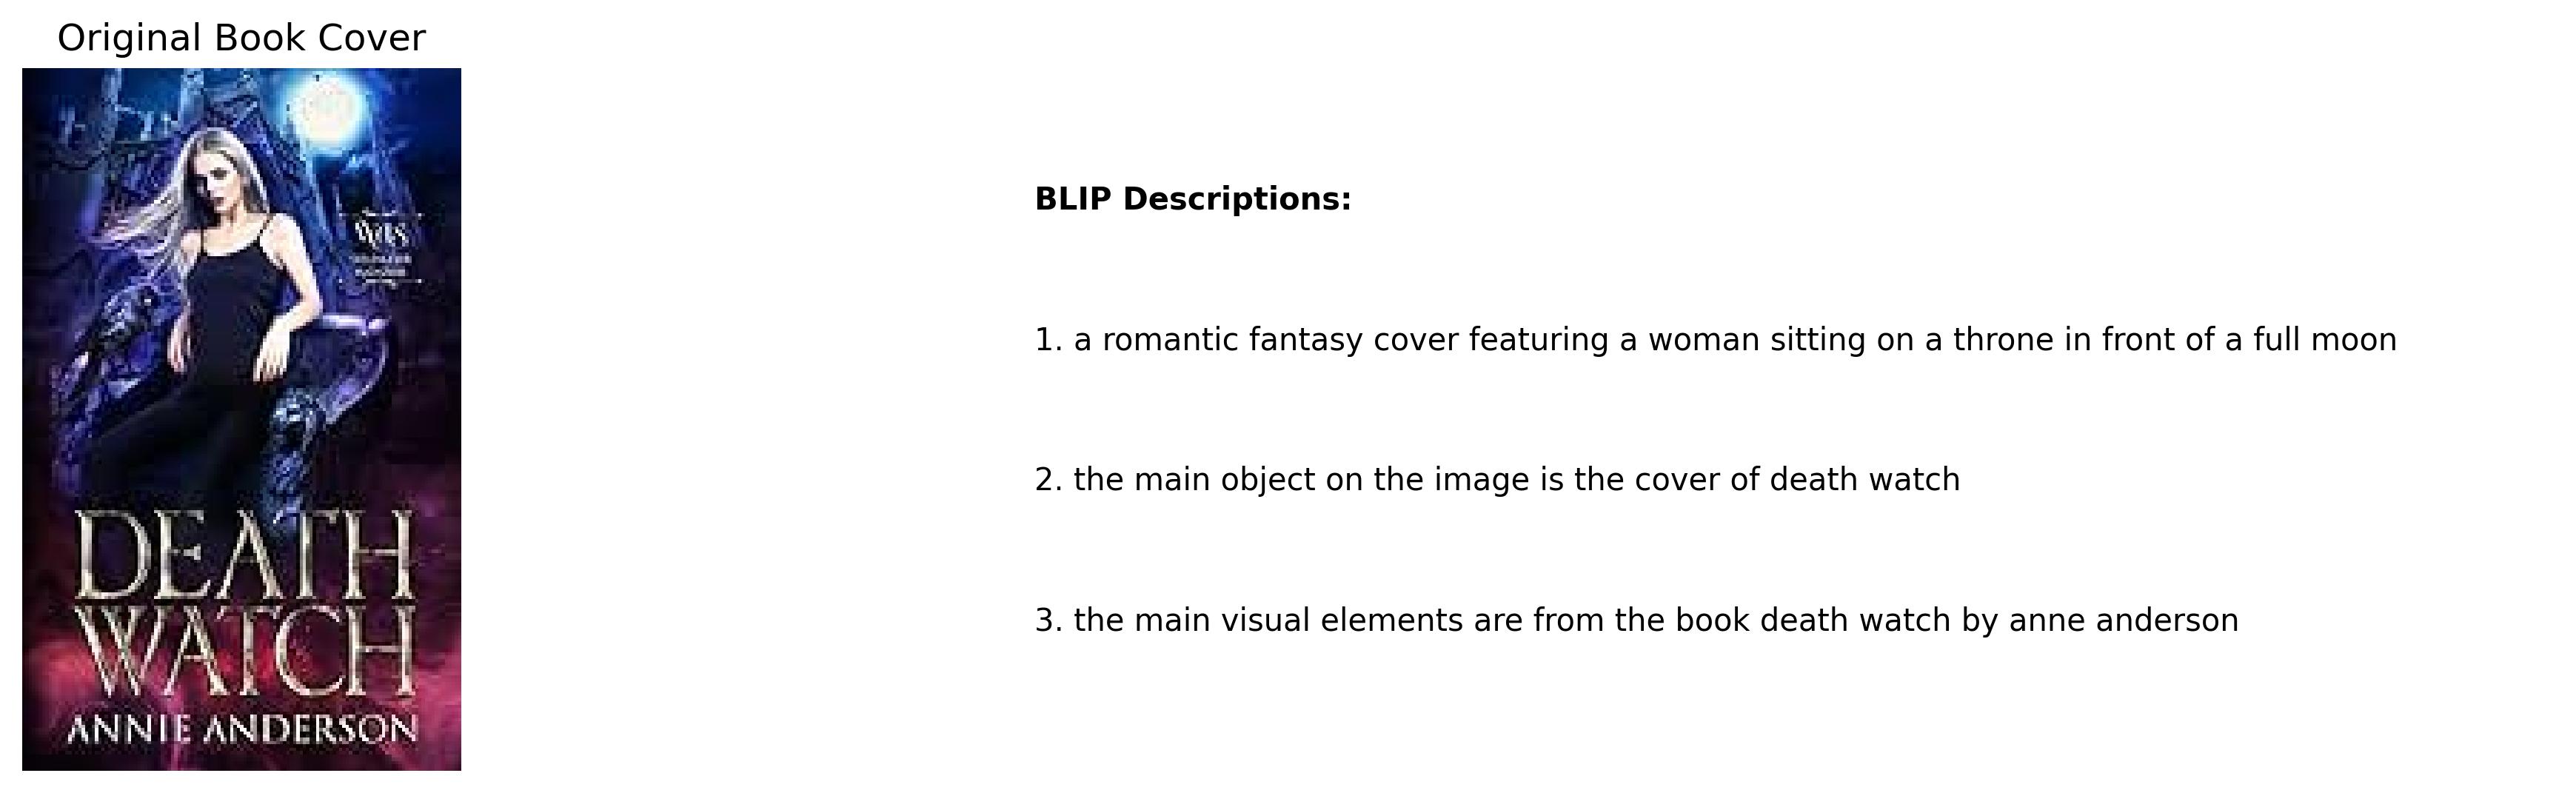 Original Book Cover
DEATH
WATCH
ANNIE ANDERSON
BLIP Descriptions:
1. a romantic fantasy cover featuring a woman sitting on a throne in front of a full moon
2. the main object on the image is the cover of death watch
3. the main visual elements are from the book death watch by anne anderson